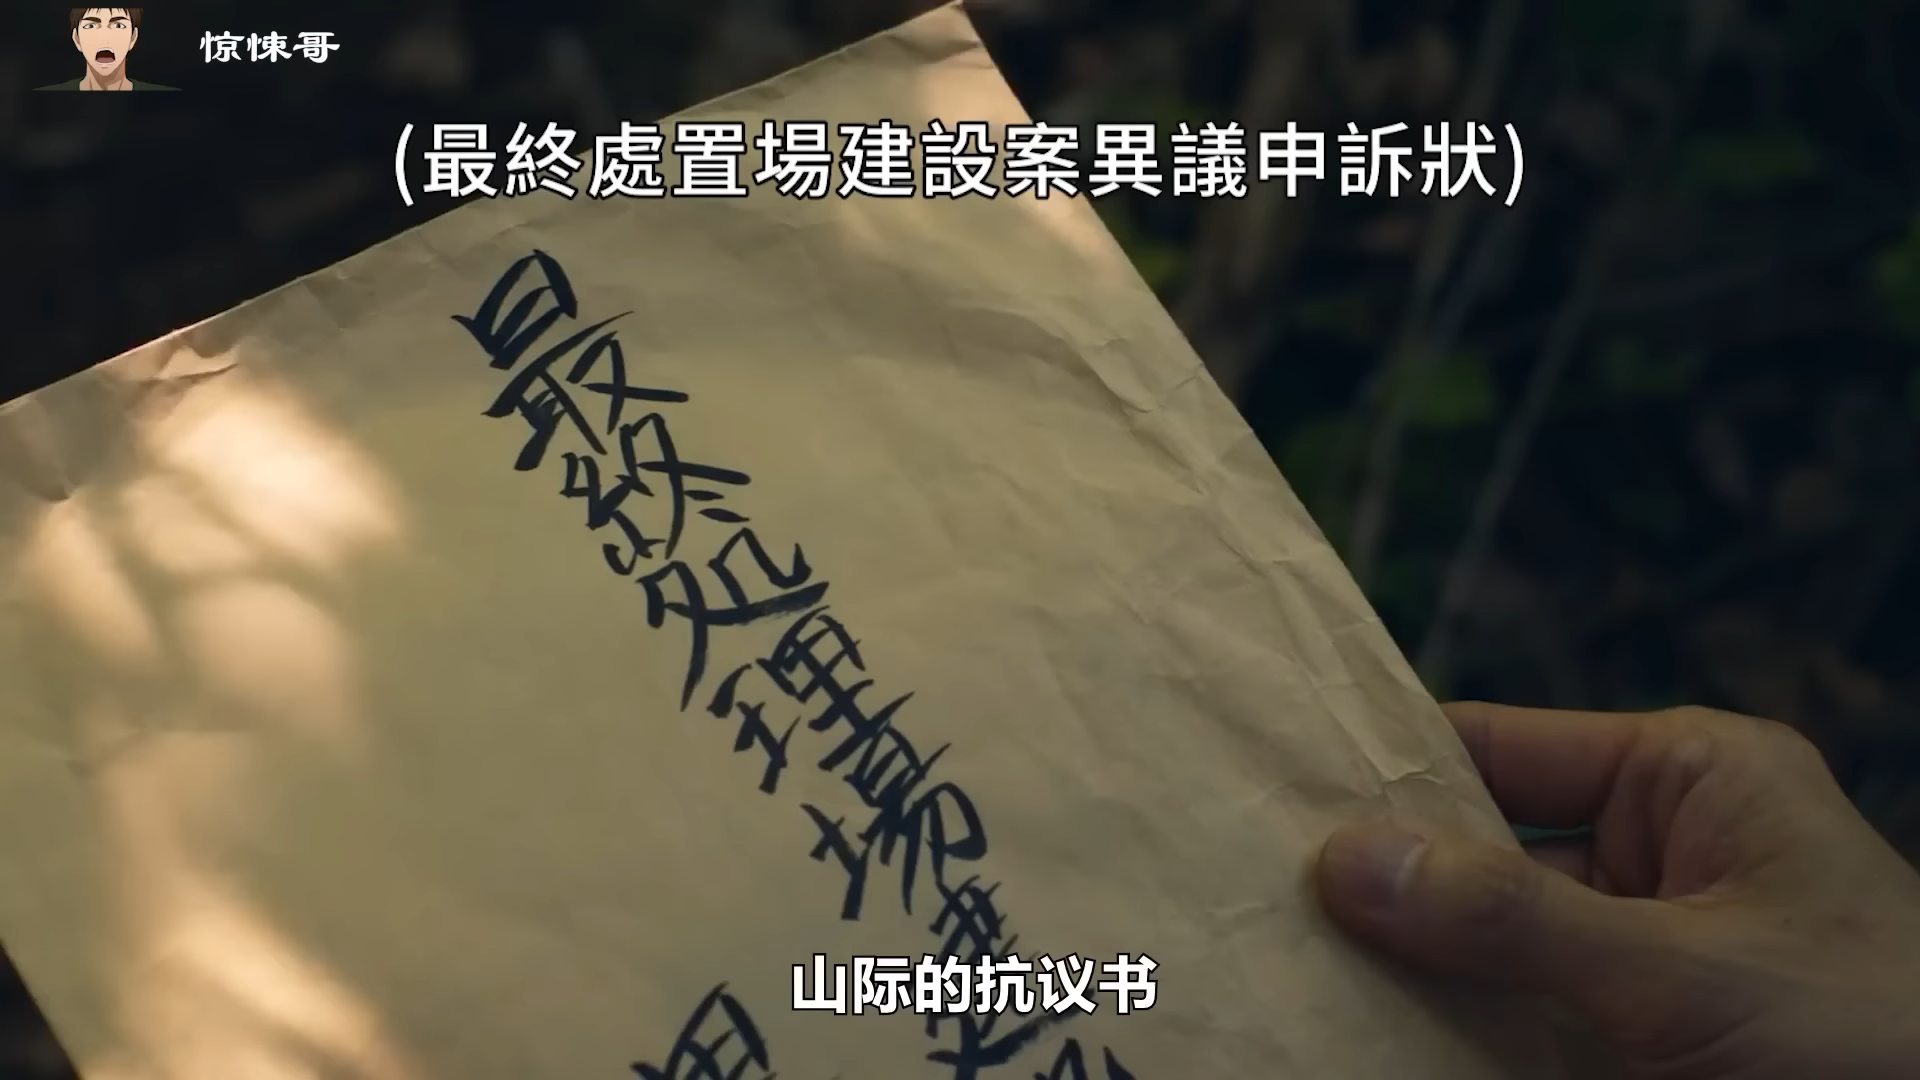 惊悚哥
(最終處置場建設案異議申訴狀)
最終処理場建
山际的抗议书